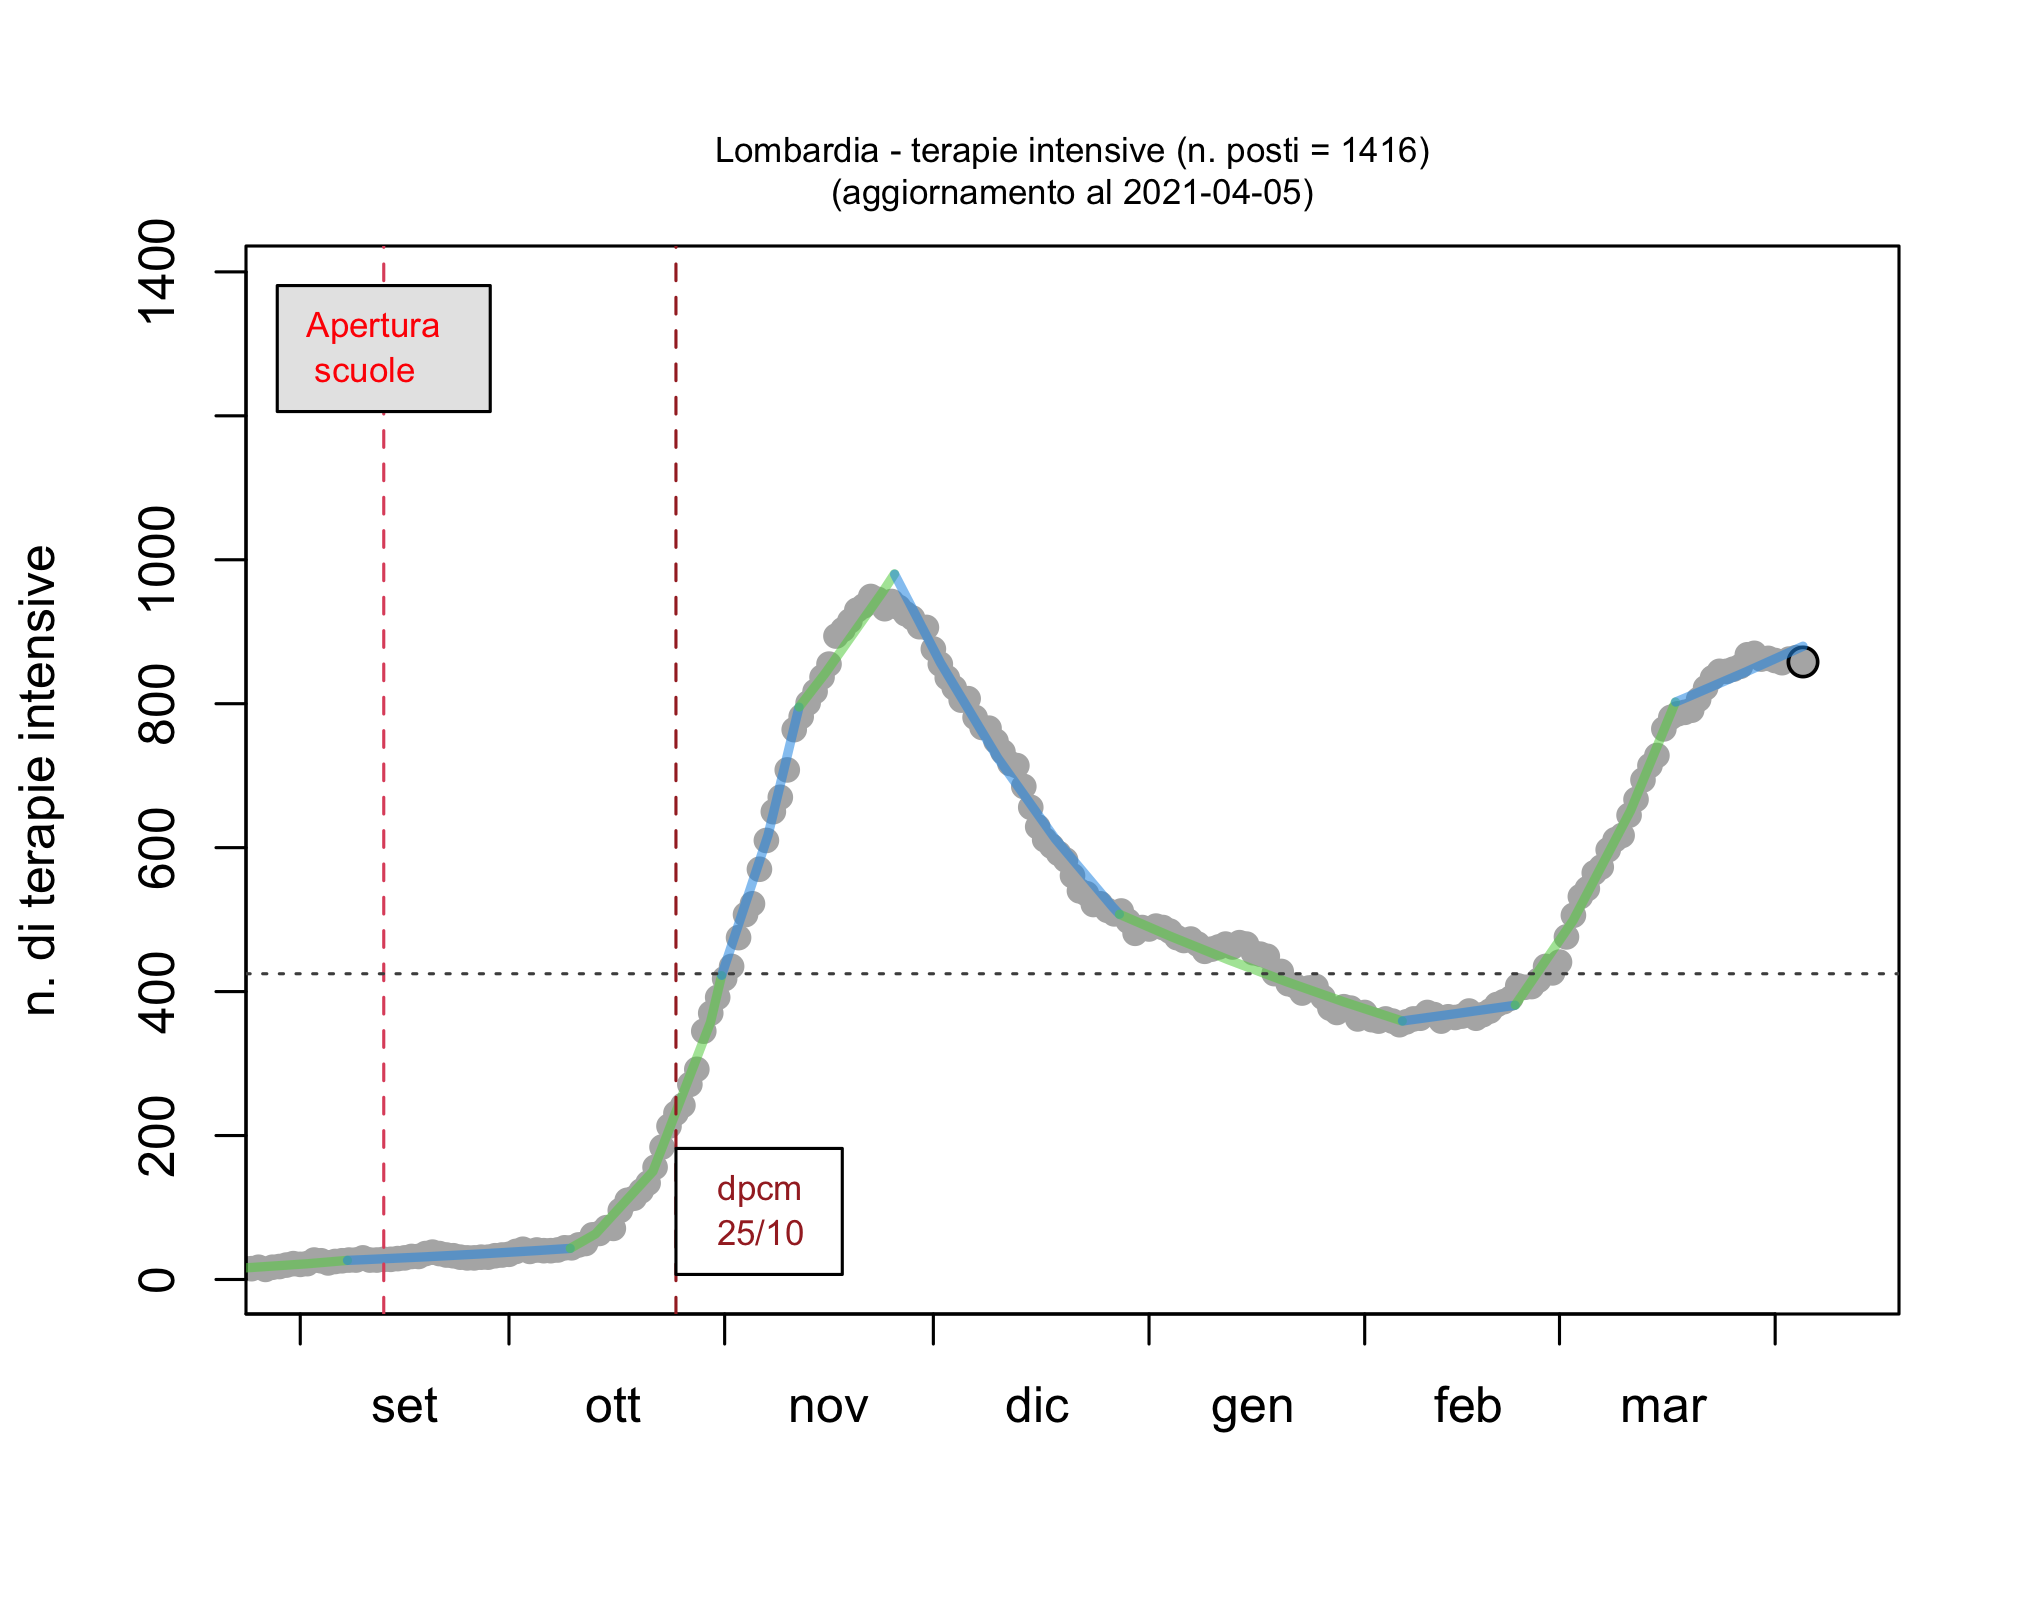 Lombardia - terapie intensive (n. posti = 1416)
(aggiornamento al 2021-04-05)
n. di terapie intensive
1400
1000
800
600
400
200
0
Apertura
scuole
dpcm
25/10
set ott nov dic gen feb mar